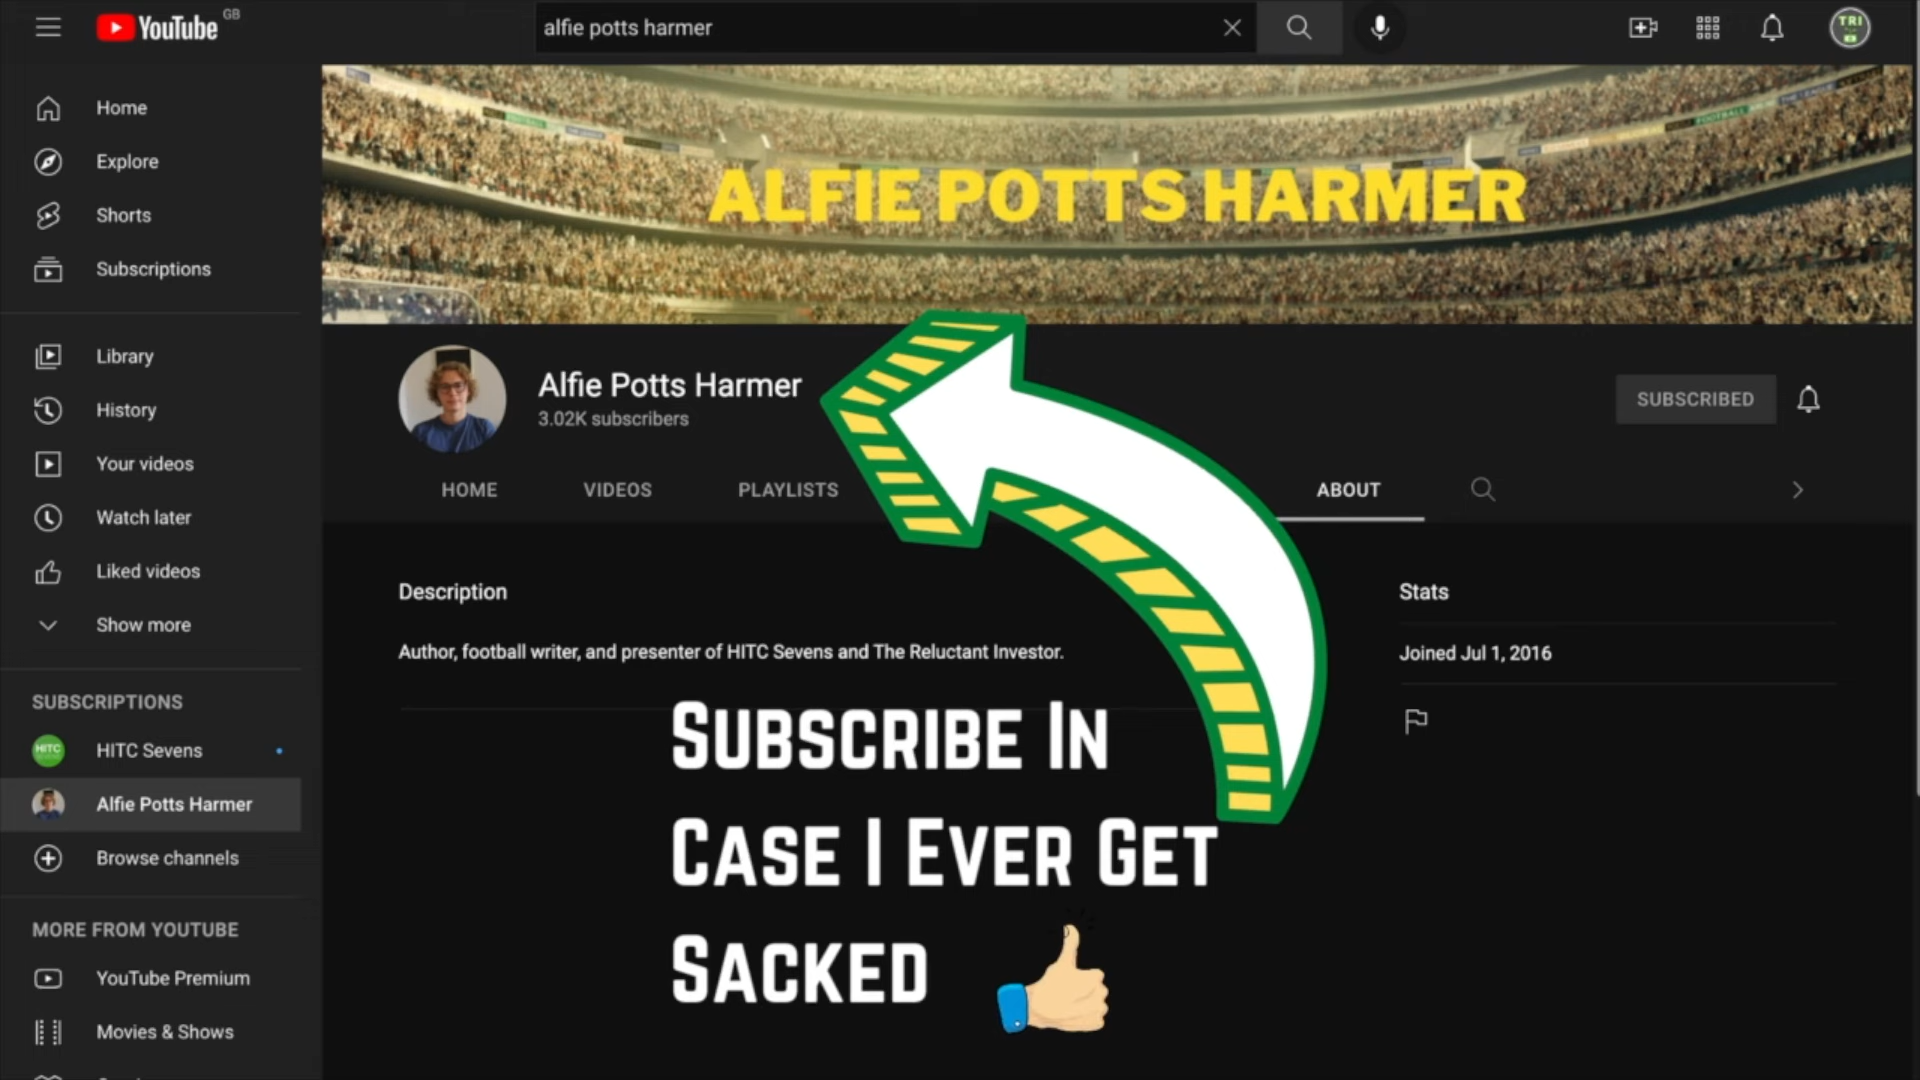 YouTube GB
alfie potts harmer
TRI
Home
Explore
Shorts
Subscriptions
Library
History
Your videos
Watch later
Liked videos
Show more
SUBSCRIPTIONS
HITC
HITC Sevens
Alfie Potts Harmer
Browse channels
MORE FROM YOUTUBE
YouTube Premium
Movies & Shows
ALFIE POTTS HARMER
Alfie Potts Harmer
3.02K subscribers
SUBSCRIBED
HOME VIDEOS PLAYLISTS ABOUT
Description
Author, football writer, and presenter of HITC Sevens and The Reluctant Investor.
Stats
Joined Jul 1, 2016
SUBSCRIBE IN
CASE I EVER GET
SACKED